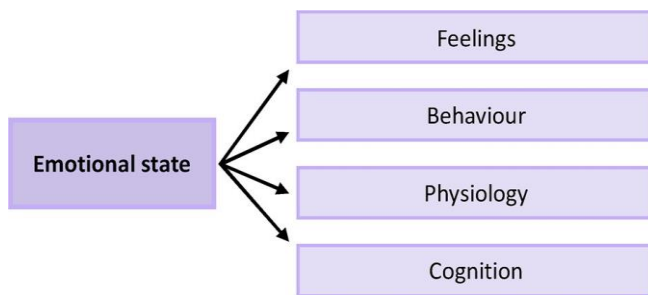 Feelings
Behaviour
Emotional state
Physiology
Cognition